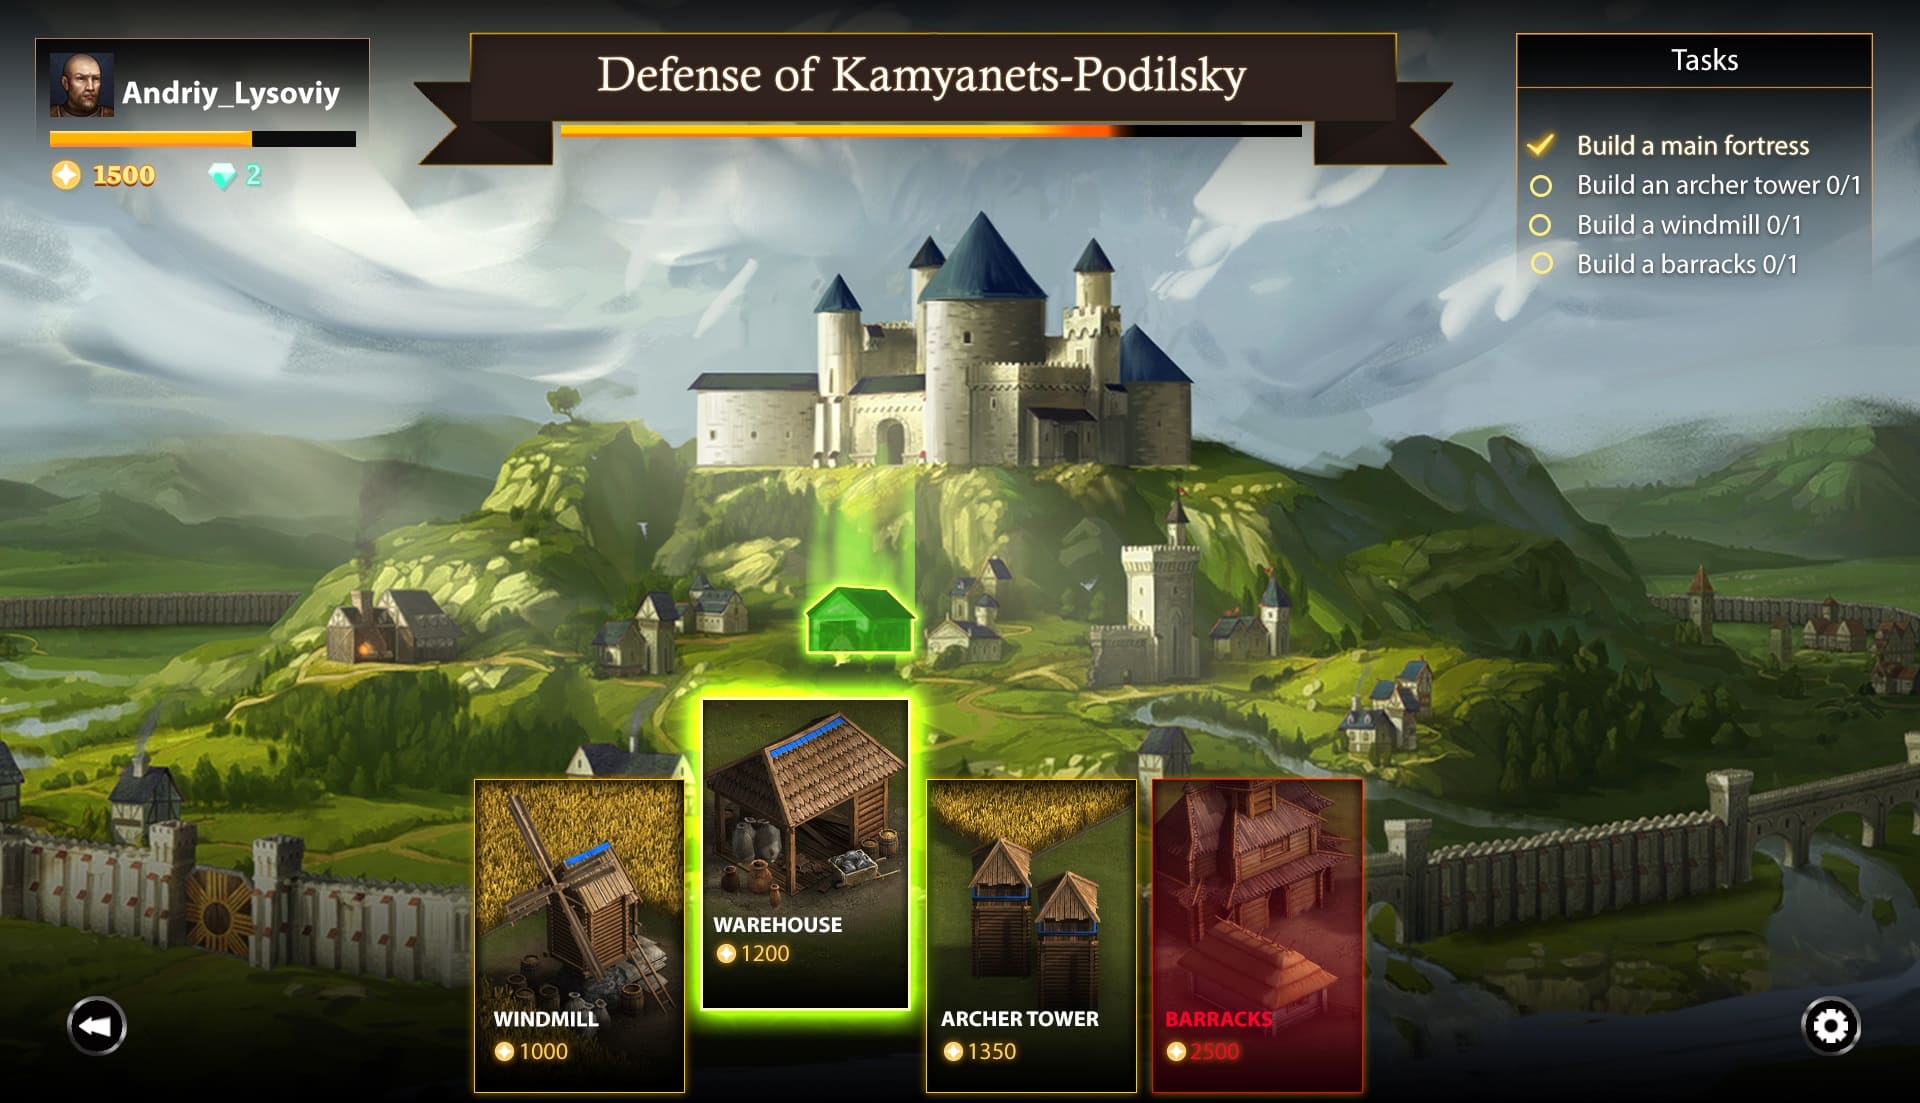 Andriy_Lysoviy
1500
2
Defense of Kamyanets-Podilsky
Tasks
Build a main fortress
Build an archer tower 0/1
Build a windmill 0/1
Build a barracks 0/1
WINDMILL
1000
WAREHOUSE
1200
ARCHER TOWER
1350
BARRACKS
2500